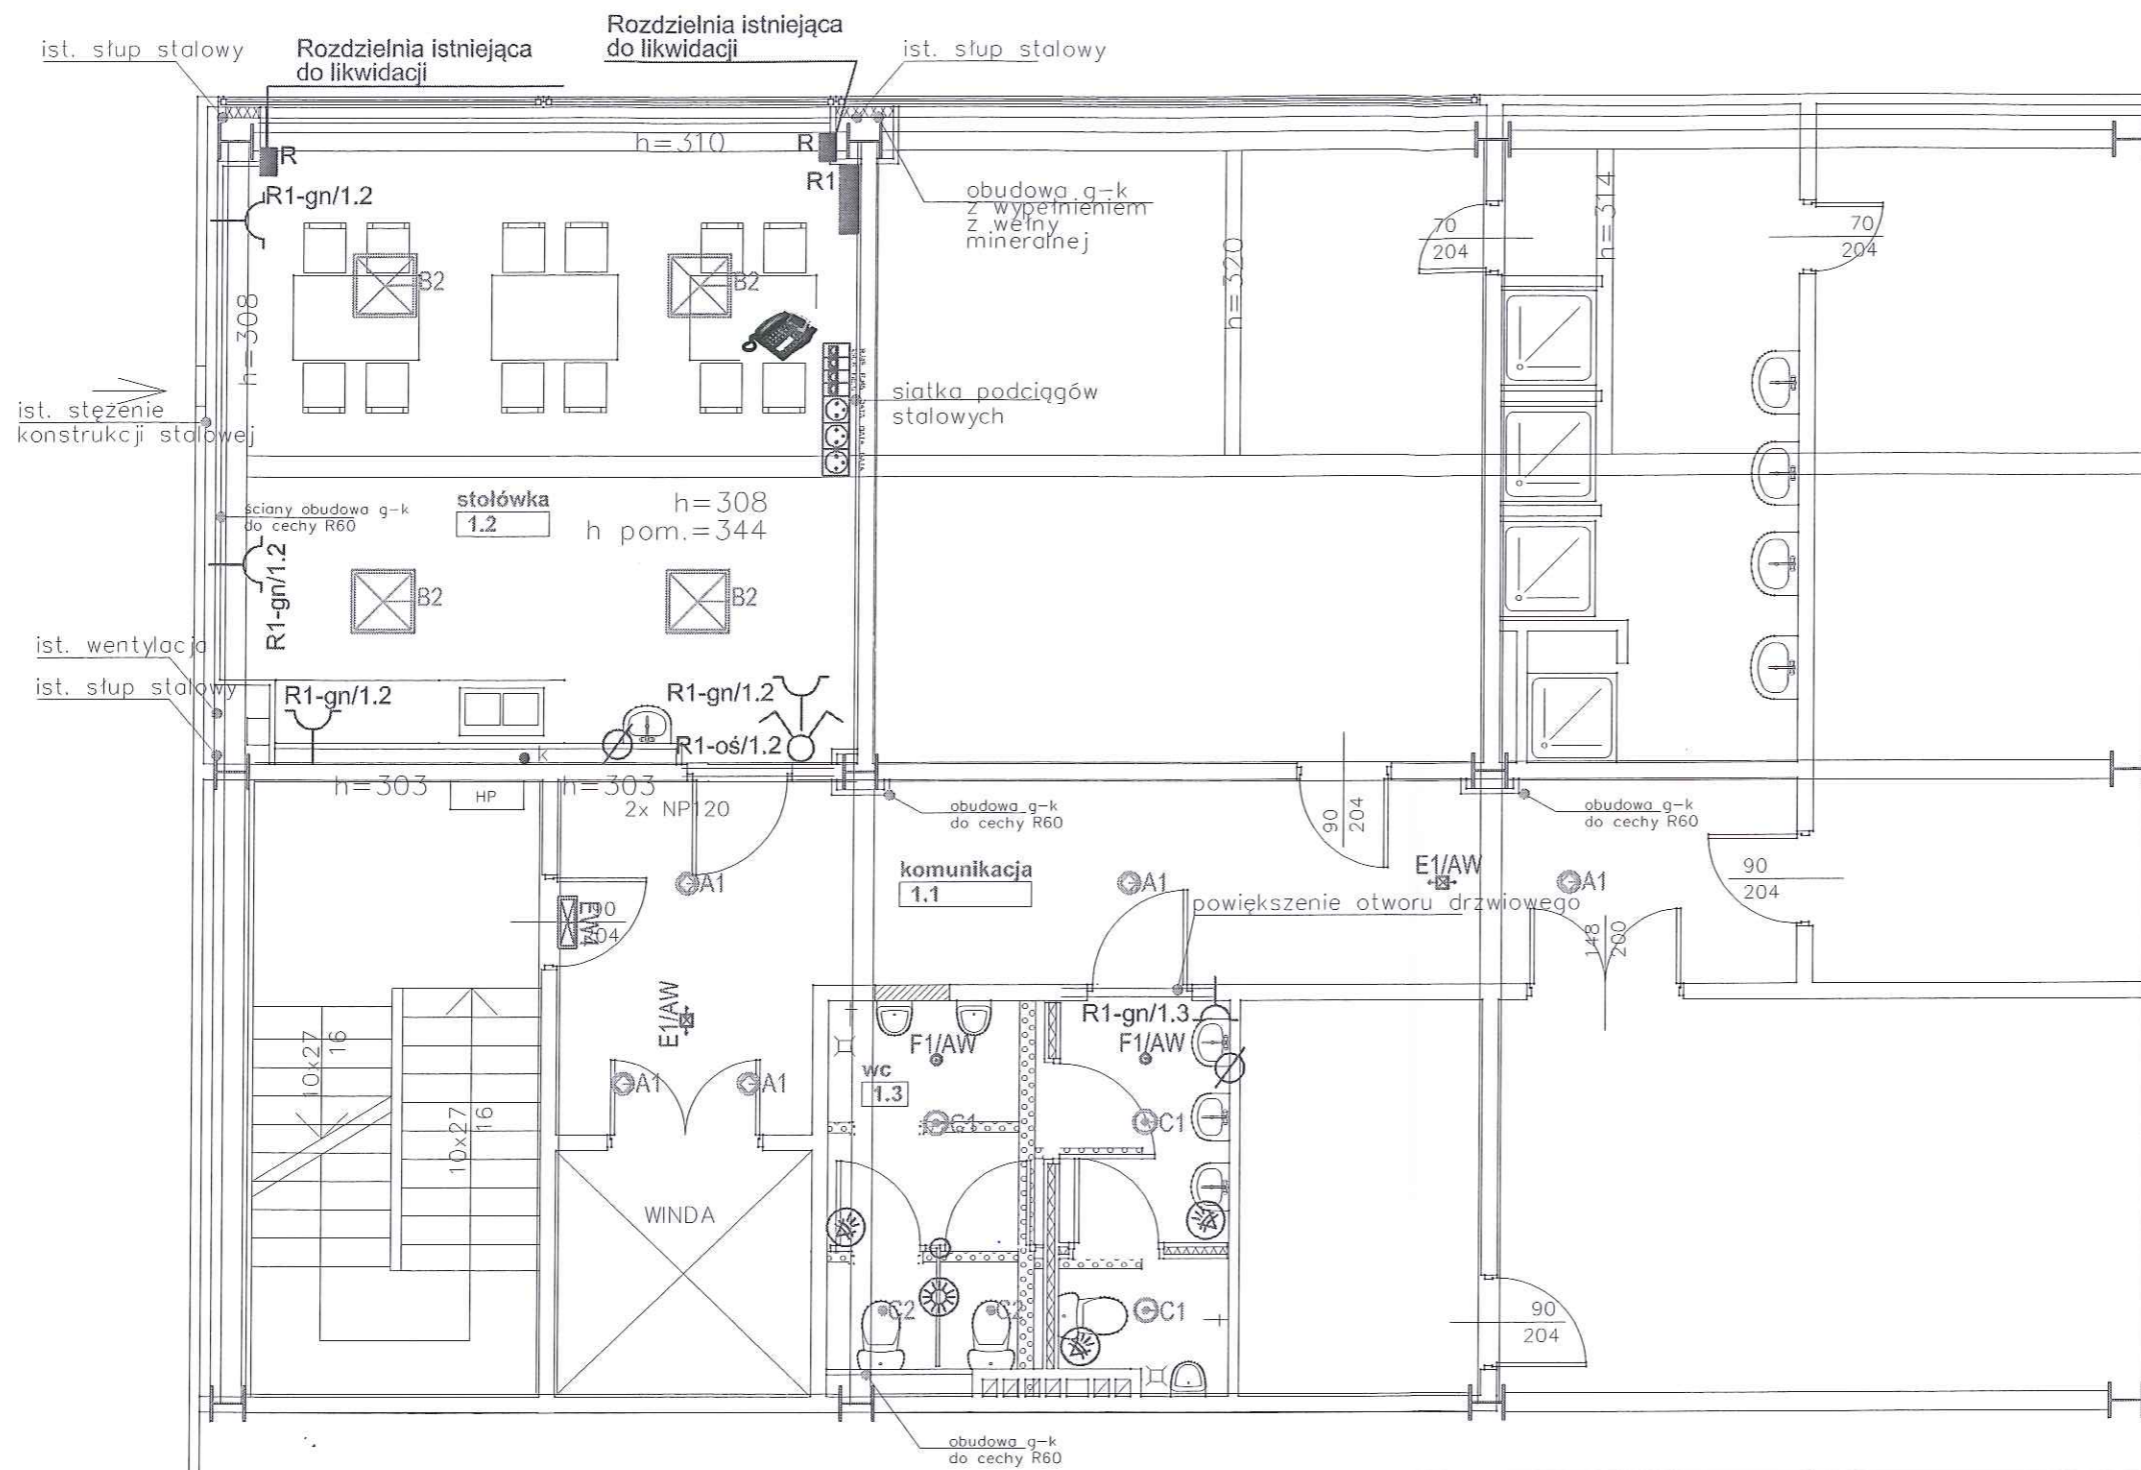 Rozdzielnia istniejąca
do likwidacji
ist. słup stalowy
Rozdzielnia istniejąca
do likwidacji
ist. słup stalowy
h=310
R
R
R1
R1-gn/1.2
obudowa g-k
z wypełnieniem
z wełny
mineralnej
h=314
70
204
70
204
h=320
B2
B2
h=308
siatka podciągów
stalowych
ist. stężenie
konstrukcji stalowej
stołówka
1.2
h=308
h pom.=344
ściany obudowa g-k
do cechy R60
R1-gn/1.2
B2
B2
ist. wentylacja
ist. słup stalowy
R1-gn/1.2
R1-gn/1.2
R1-oś/1.2
k
h=303
HP
h=303
2x NP120
obudowa g-k
do cechy R60
90
204
obudowa g-k
do cechy R60
komunikacja
1.1
A1
A1
E1/AW
A1
90
204
powiększenie otworu drzwiowego
90
04
148
200
E1/AW
R1-gn/1.3
F1/AW
F1/AW
10x27
16
10x27
16
A1
A1
wc
1.3
C1
C1
WINDA
C2
C2
C1
90
204
obudowa g-k
do cechy R60